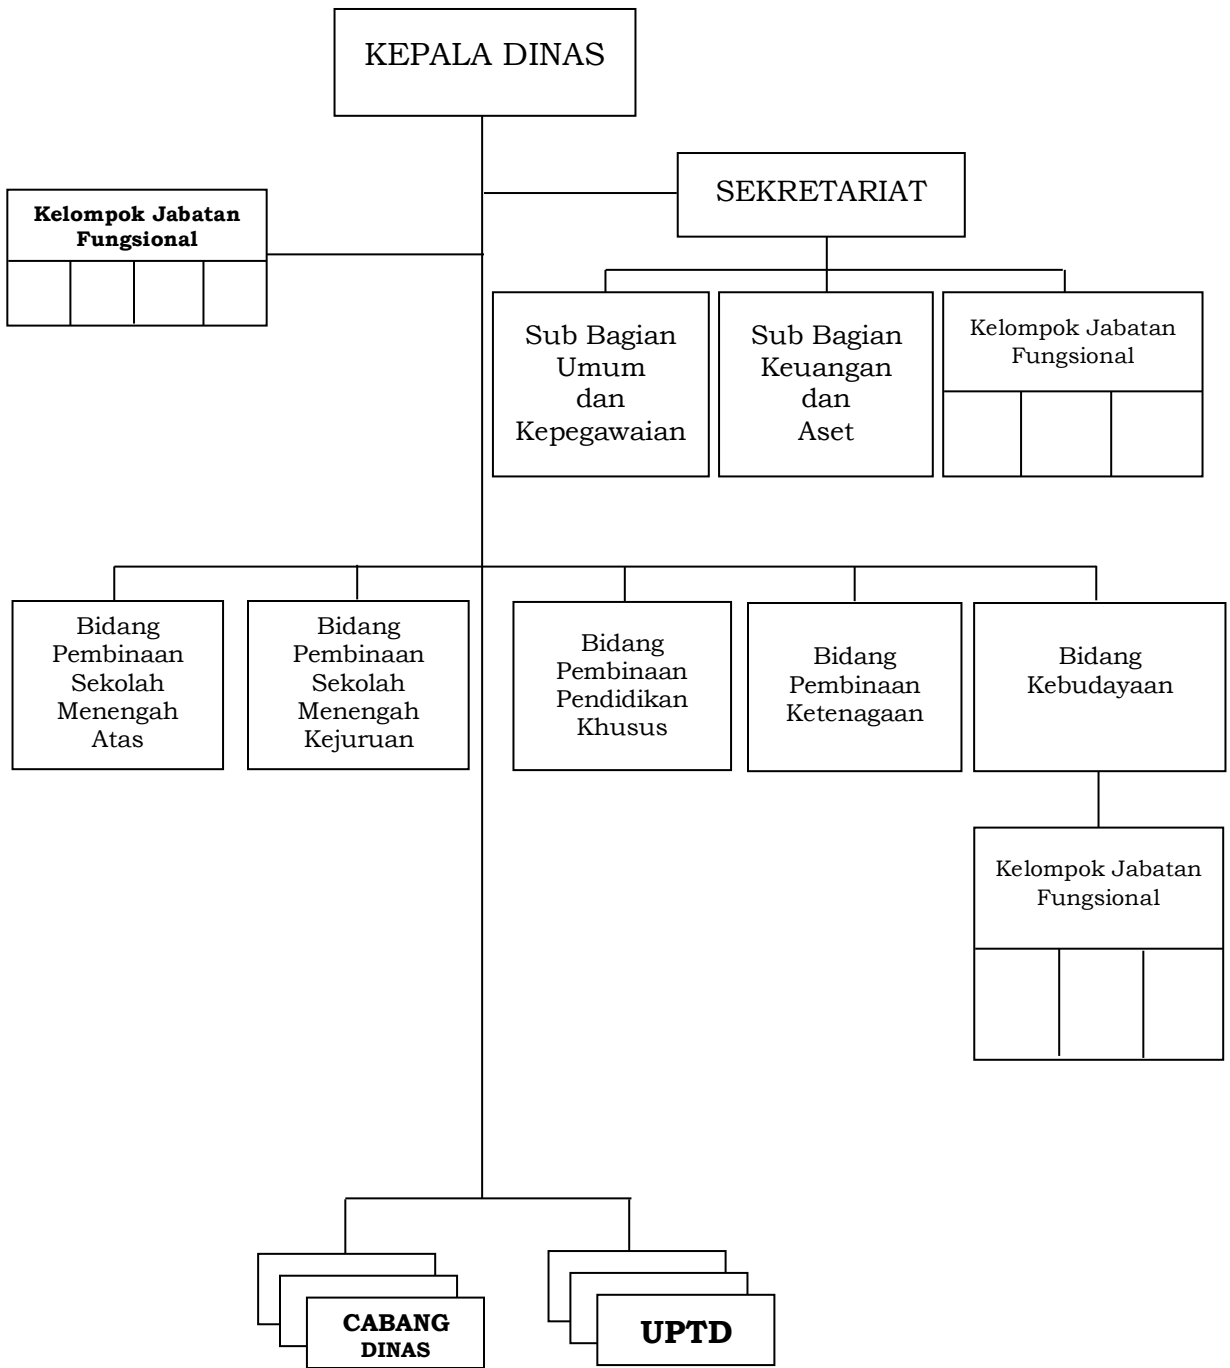 KEPALA DINAS
SEKRETARIAT
Kelompok Jabatan
Fungsional
Sub Bagian
Umum
dan
Kepegawaian
Sub Bagian
Keuangan
dan
Aset
Kelompok Jabatan
Fungsional
Bidang
Pembinaan
Sekolah
Menengah
Atas
Bidang
Pembinaan
Sekolah
Menengah
Kejuruan
Bidang
Pembinaan
Pendidikan
Khusus
Bidang
Pembinaan
Ketenagaan
Bidang
Kebudayaan
Kelompok Jabatan
Fungsional
CABANG
DINAS
UPTD